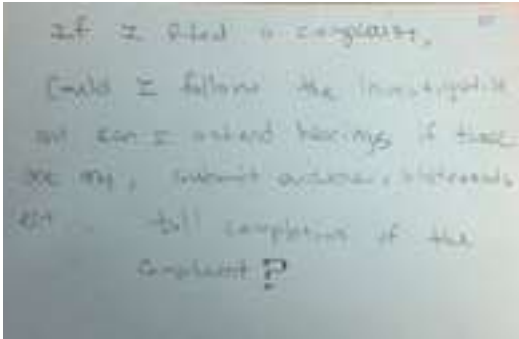 If I filed a complaint,
Could I follow the investigation
can I attend hearings if there
are any, submit evidence, statements
till completion of the
Complaint?